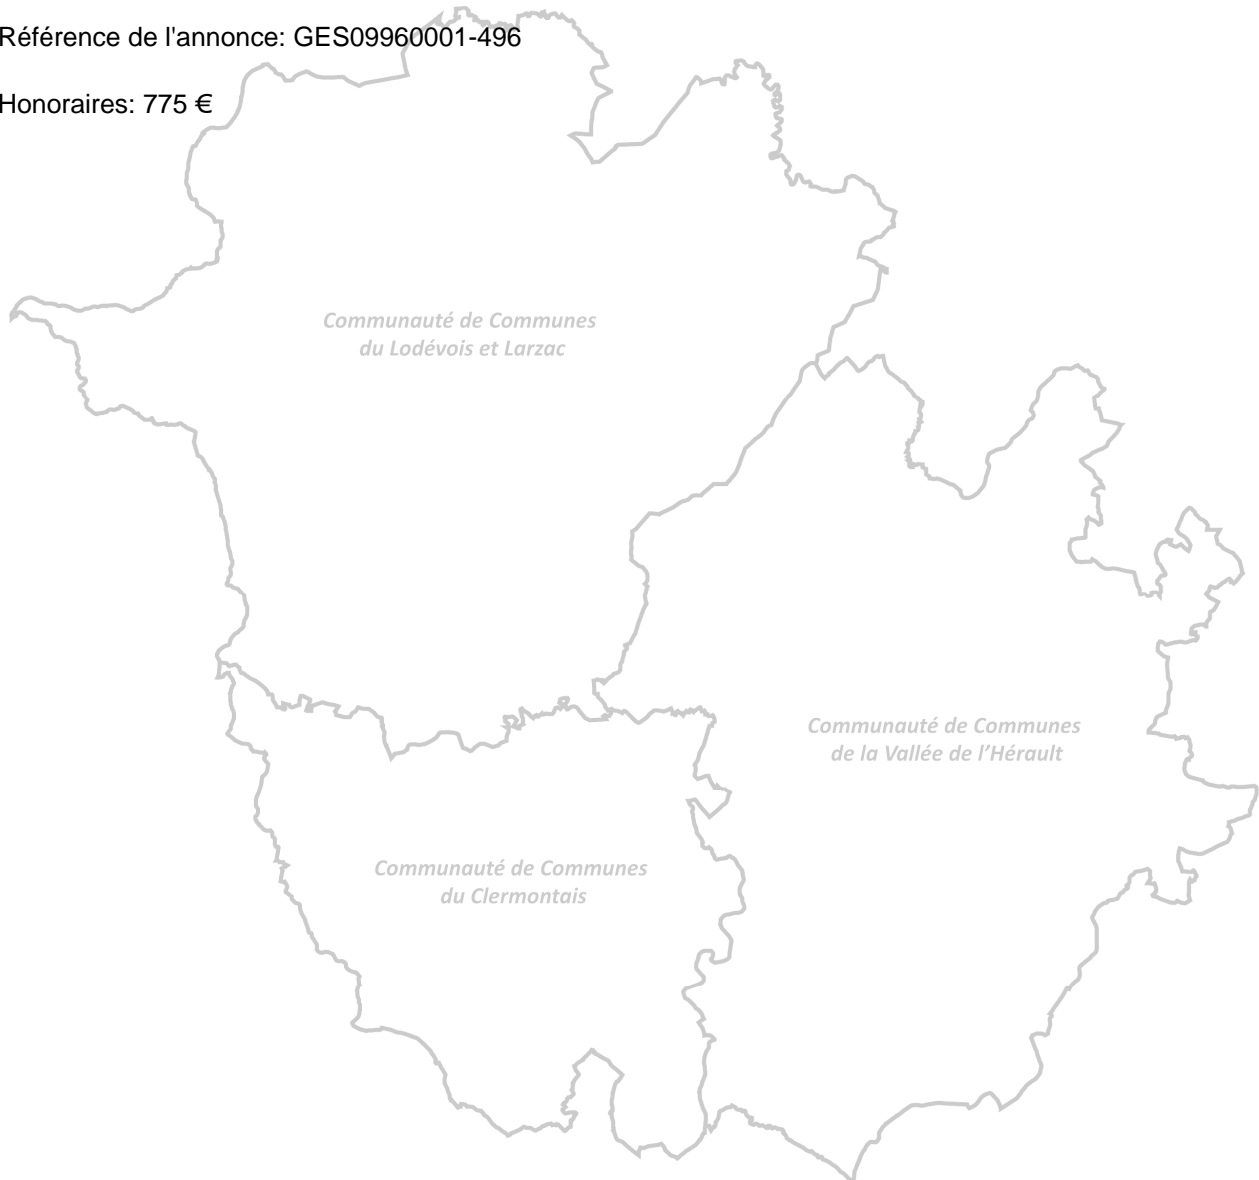 Référence de l'annonce: GES09960001-496
Honoraires: 775 €
Communauté de Communes
du Lodévois et Larzac
Communauté de Communes
de la Vallée de l'Hérault
Communauté de Communes
du Clermontais